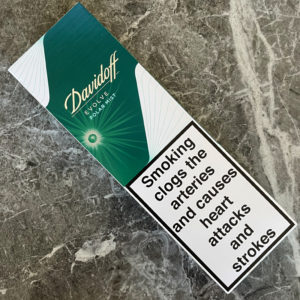 Davidoff
EVOLVE
POLAR MIST
Smoking
clogs the
arteries
and causes
heart
attacks
and
strokes